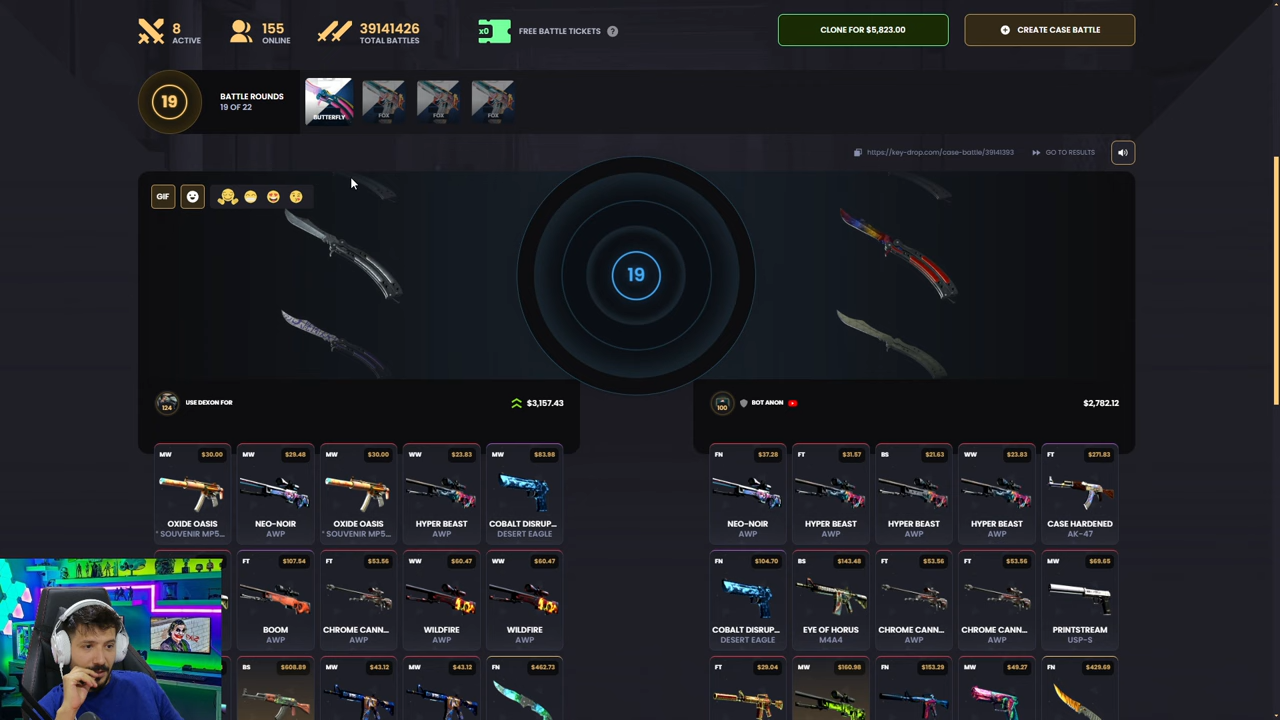 8
ACTIVE
155
ONLINE
39141426
TOTAL BATTLES
x0
FREE BATTLE TICKETS ?
CLONE FOR $5,823.00
CREATE CASE BATTLE
19
BATTLE ROUNDS
19 OF 22
BUTTERFLY
FOX
FOX
FOX
https://key-drop.com/case-battle/39141393
GO TO RESULTS
GIF
19
124
USE DEXON FOR
$3,157.43
100
BOT ANON
$2,782.12
MW $30.00
OXIDE OASIS
* SOUVENIR MP5...
MW $29.48
NEO-NOIR
AWP
MW $30.00
OXIDE OASIS
* SOUVENIR MP5...
WW $23.83
HYPER BEAST
AWP
MW $83.98
COBALT DISRUP...
DESERT EAGLE
FN $37.28
NEO-NOIR
AWP
FT $31.57
HYPER BEAST
AWP
BS $21.63
HYPER BEAST
AWP
WW $23.83
HYPER BEAST
AWP
FT $271.83
CASE HARDENED
AK-47
FT $107.54
BOOM
AWP
FT $53.56
CHROME CANN...
AWP
WW $60.47
WILDFIRE
AWP
WW $60.47
WILDFIRE
AWP
FN $104.70
COBALT DISRUP...
DESERT EAGLE
BS $143.48
EYE OF HORUS
M4A4
FT $53.56
CHROME CANN...
AWP
FT $53.56
CHROME CANN...
AWP
MW $69.65
PRINTSTREAM
USP-S
BS $608.89
MW $43.12
MW $43.12
FN $462.73
FT $29.04
MW $160.98
FN $153.29
MW $49.27
FN $429.69